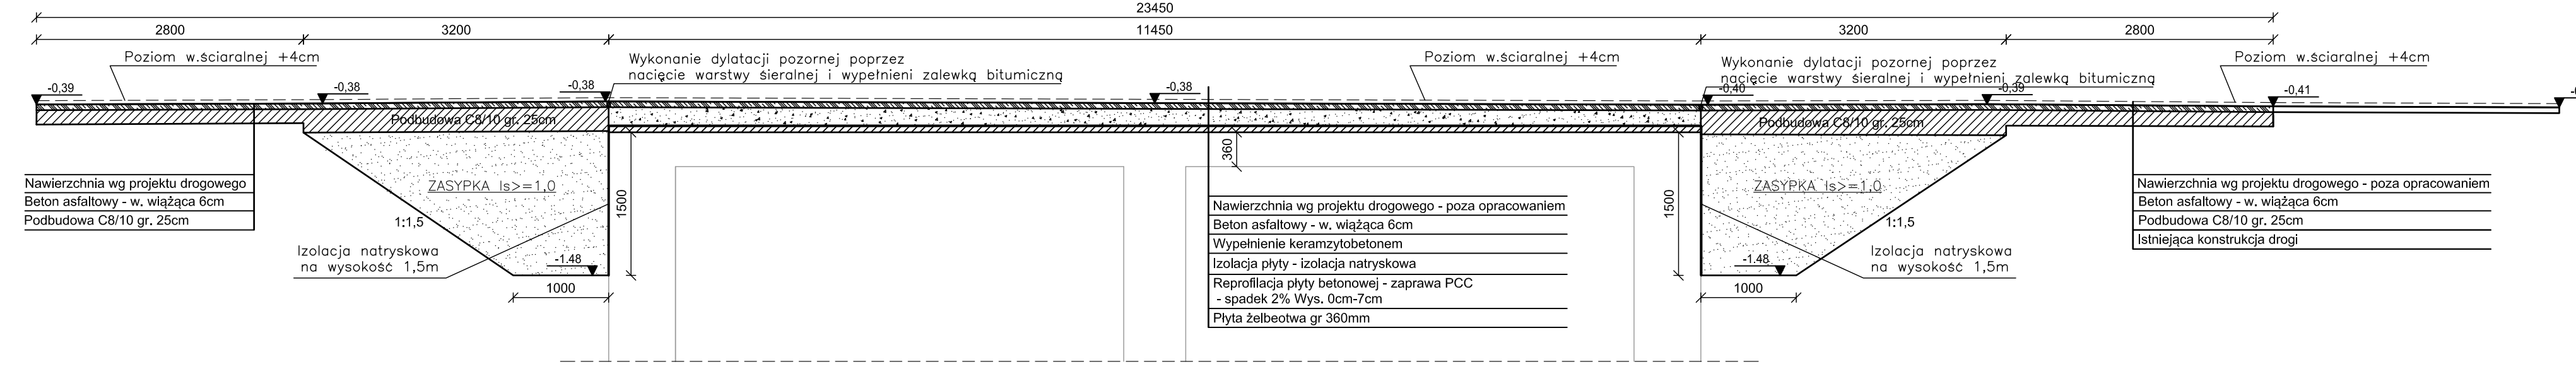 23450
2800
3200
11450
3200
2800
Poziom w.ściaralnej +4cm
Wykonanie dylatacji pozornej poprzez
nacięcie warstwy śieralnej i wypełnieni zalewką bitumiczną
Poziom w.ściaralnej +4cm
Wykonanie dylatacji pozornej poprzez
nacięcie warstwy śieralnej i wypełnieni zalewką bitumiczną
Poziom w.ściaralnej +4cm
-0,39
-0,38
-0,38
-0,38
-0,40
-0,39
-0,41
Podbudowa C8/10 gr. 25cm
Podbudowa C8/10 gr. 25cm
360
ZASYPKA Is>=1,0
1500
1:1,5
Izolacja natryskowa
na wysokość 1,5m
-1.48
1000
Nawierzchnia wg projektu drogowego
Beton asfaltowy - w. wiążąca 6cm
Podbudowa C8/10 gr. 25cm
Nawierzchnia wg projektu drogowego - poza opracowaniem
Beton asfaltowy - w. wiążąca 6cm
Wypełnienie keramzytobetonem
Izolacja płyty - izolacja natryskowa
Reprofilacja płyty betonowej - zaprawa PCC
- spadek 2% Wys. 0cm-7cm
Płyta żelbeotwa gr 360mm
1500
ZASYPKA Is>=1,0
1:1,5
Izolacja natryskowa
na wysokość 1,5m
-1.48
1000
Nawierzchnia wg projektu drogowego - poza opracowaniem
Beton asfaltowy - w. wiążąca 6cm
Podbudowa C8/10 gr. 25cm
Istniejąca konstrukcja drogi